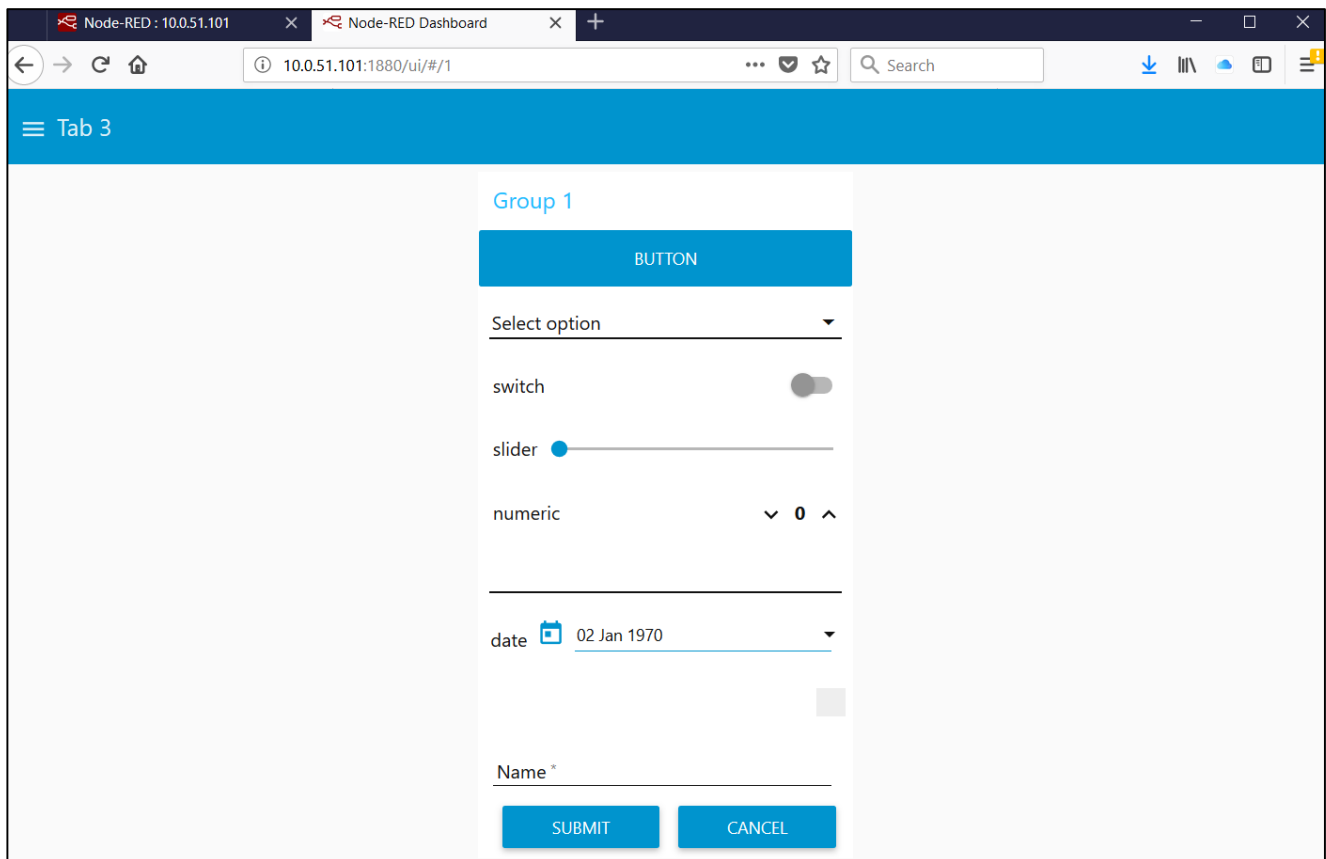 Node-RED : 10.0.51.101
Node-RED Dashboard
10.0.51.101:1880/ui/#/1
Search
Tab 3
Group 1
BUTTON
Select option
switch
slider
numeric
0
date
02 Jan 1970
Name *
SUBMIT
CANCEL